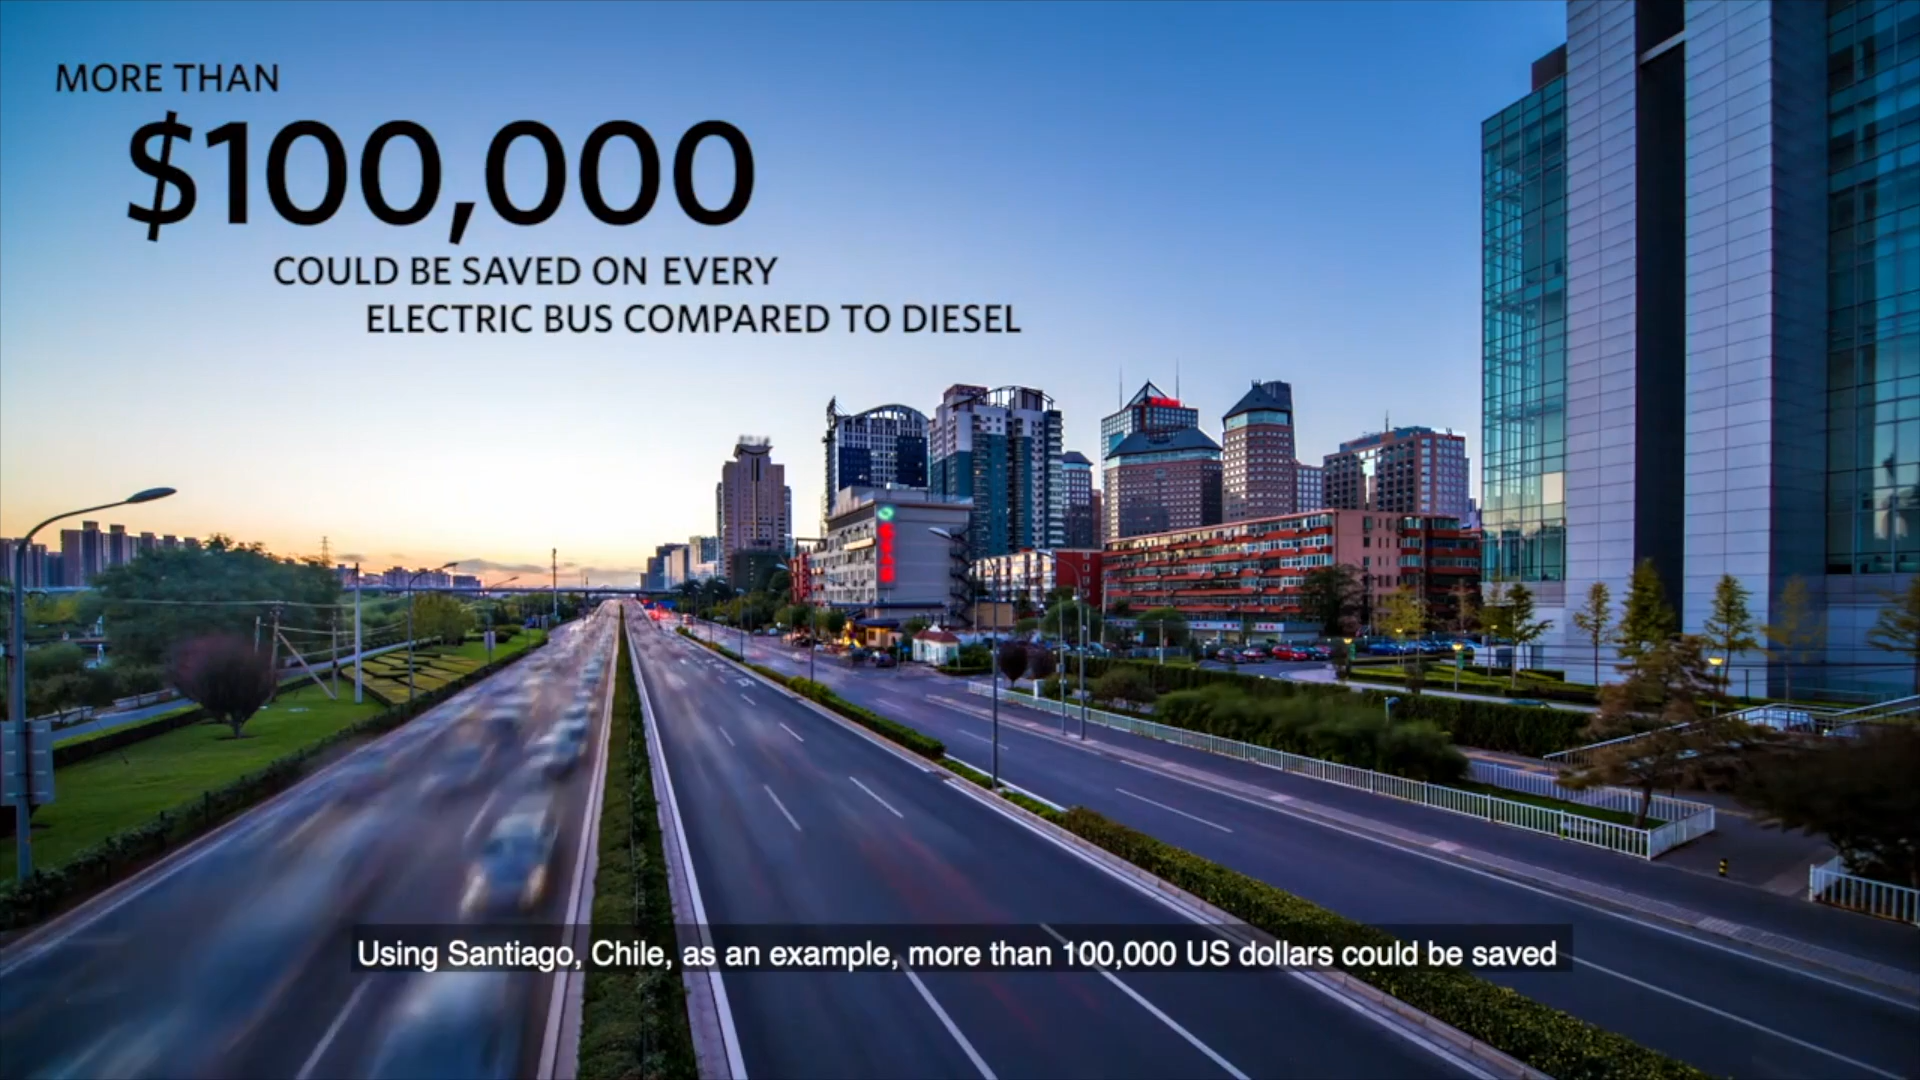 MORE THAN
$100,000
COULD BE SAVED ON EVERY
ELECTRIC BUS COMPARED TO DIESEL
Using Santiago, Chile, as an example, more than 100,000 US dollars could be saved